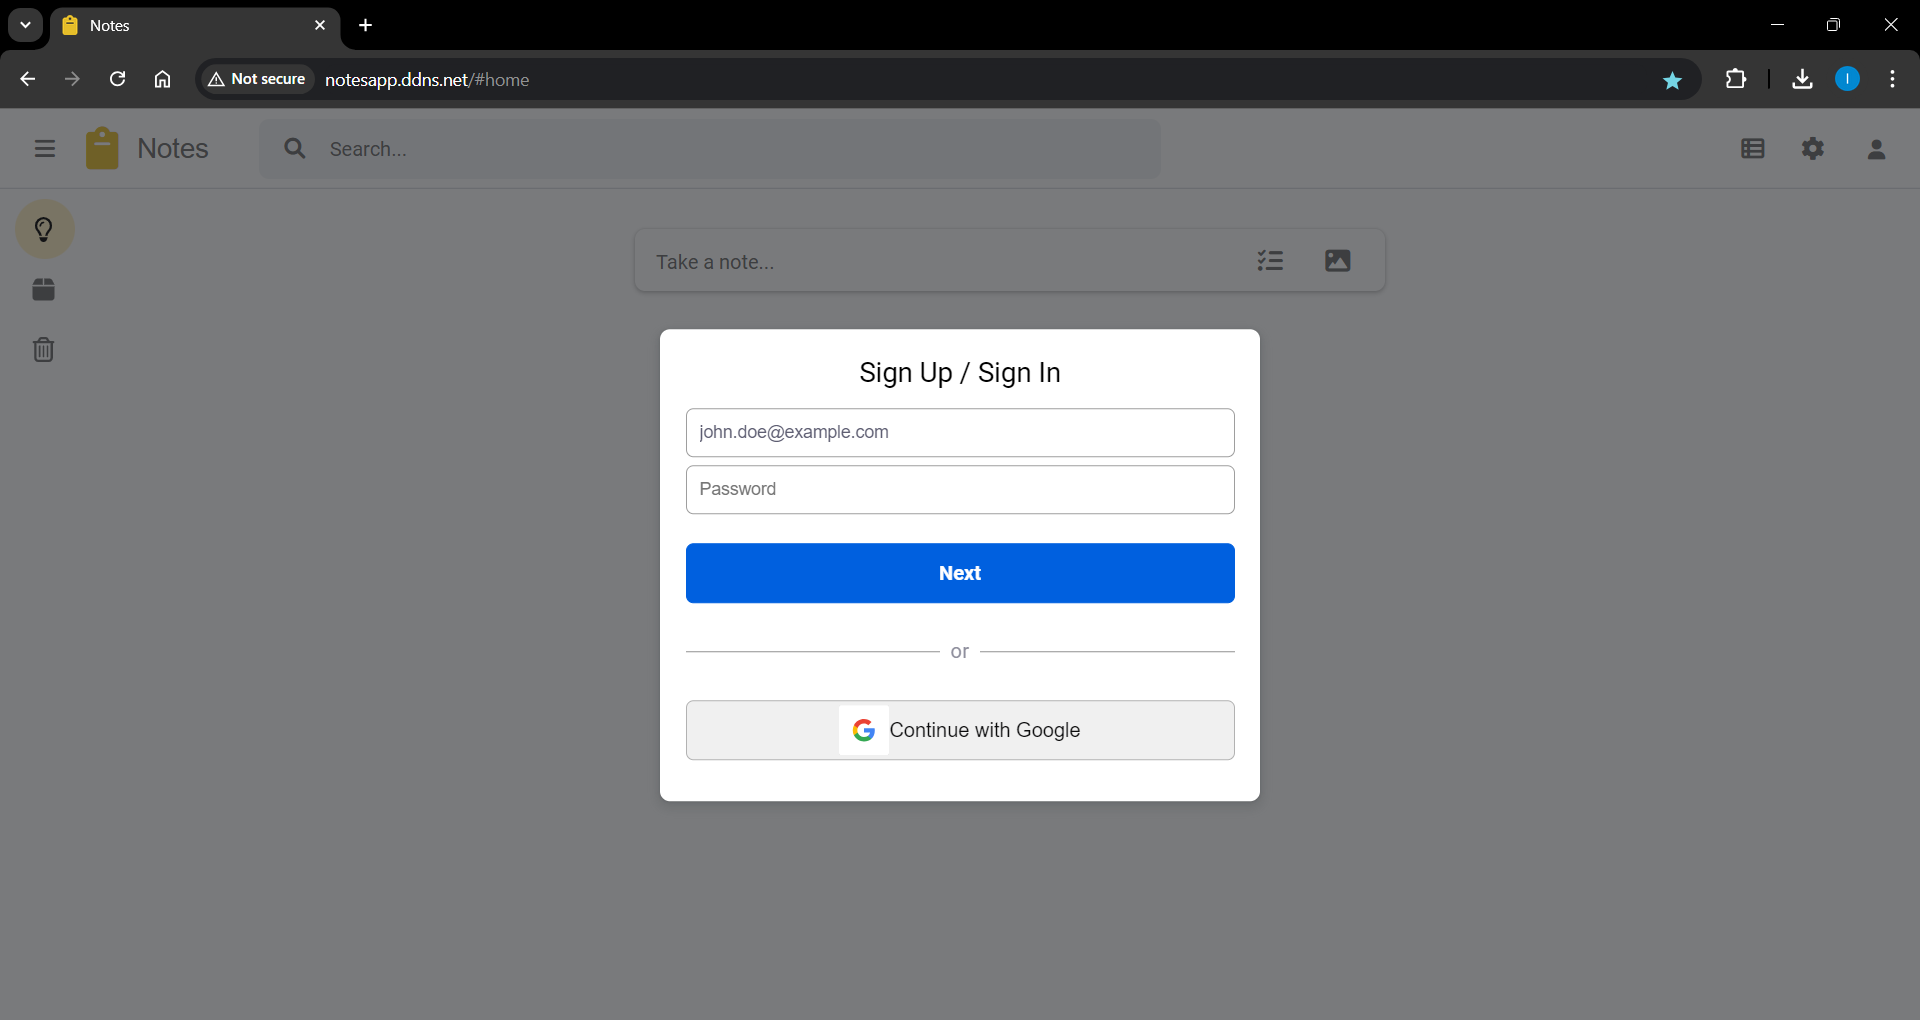 Notes
Not secure
notesapp.ddns.net/#home
I
Notes
Search...
Take a note...
Sign Up / Sign In
john.doe@example.com
Password
Next
or
Continue with Google